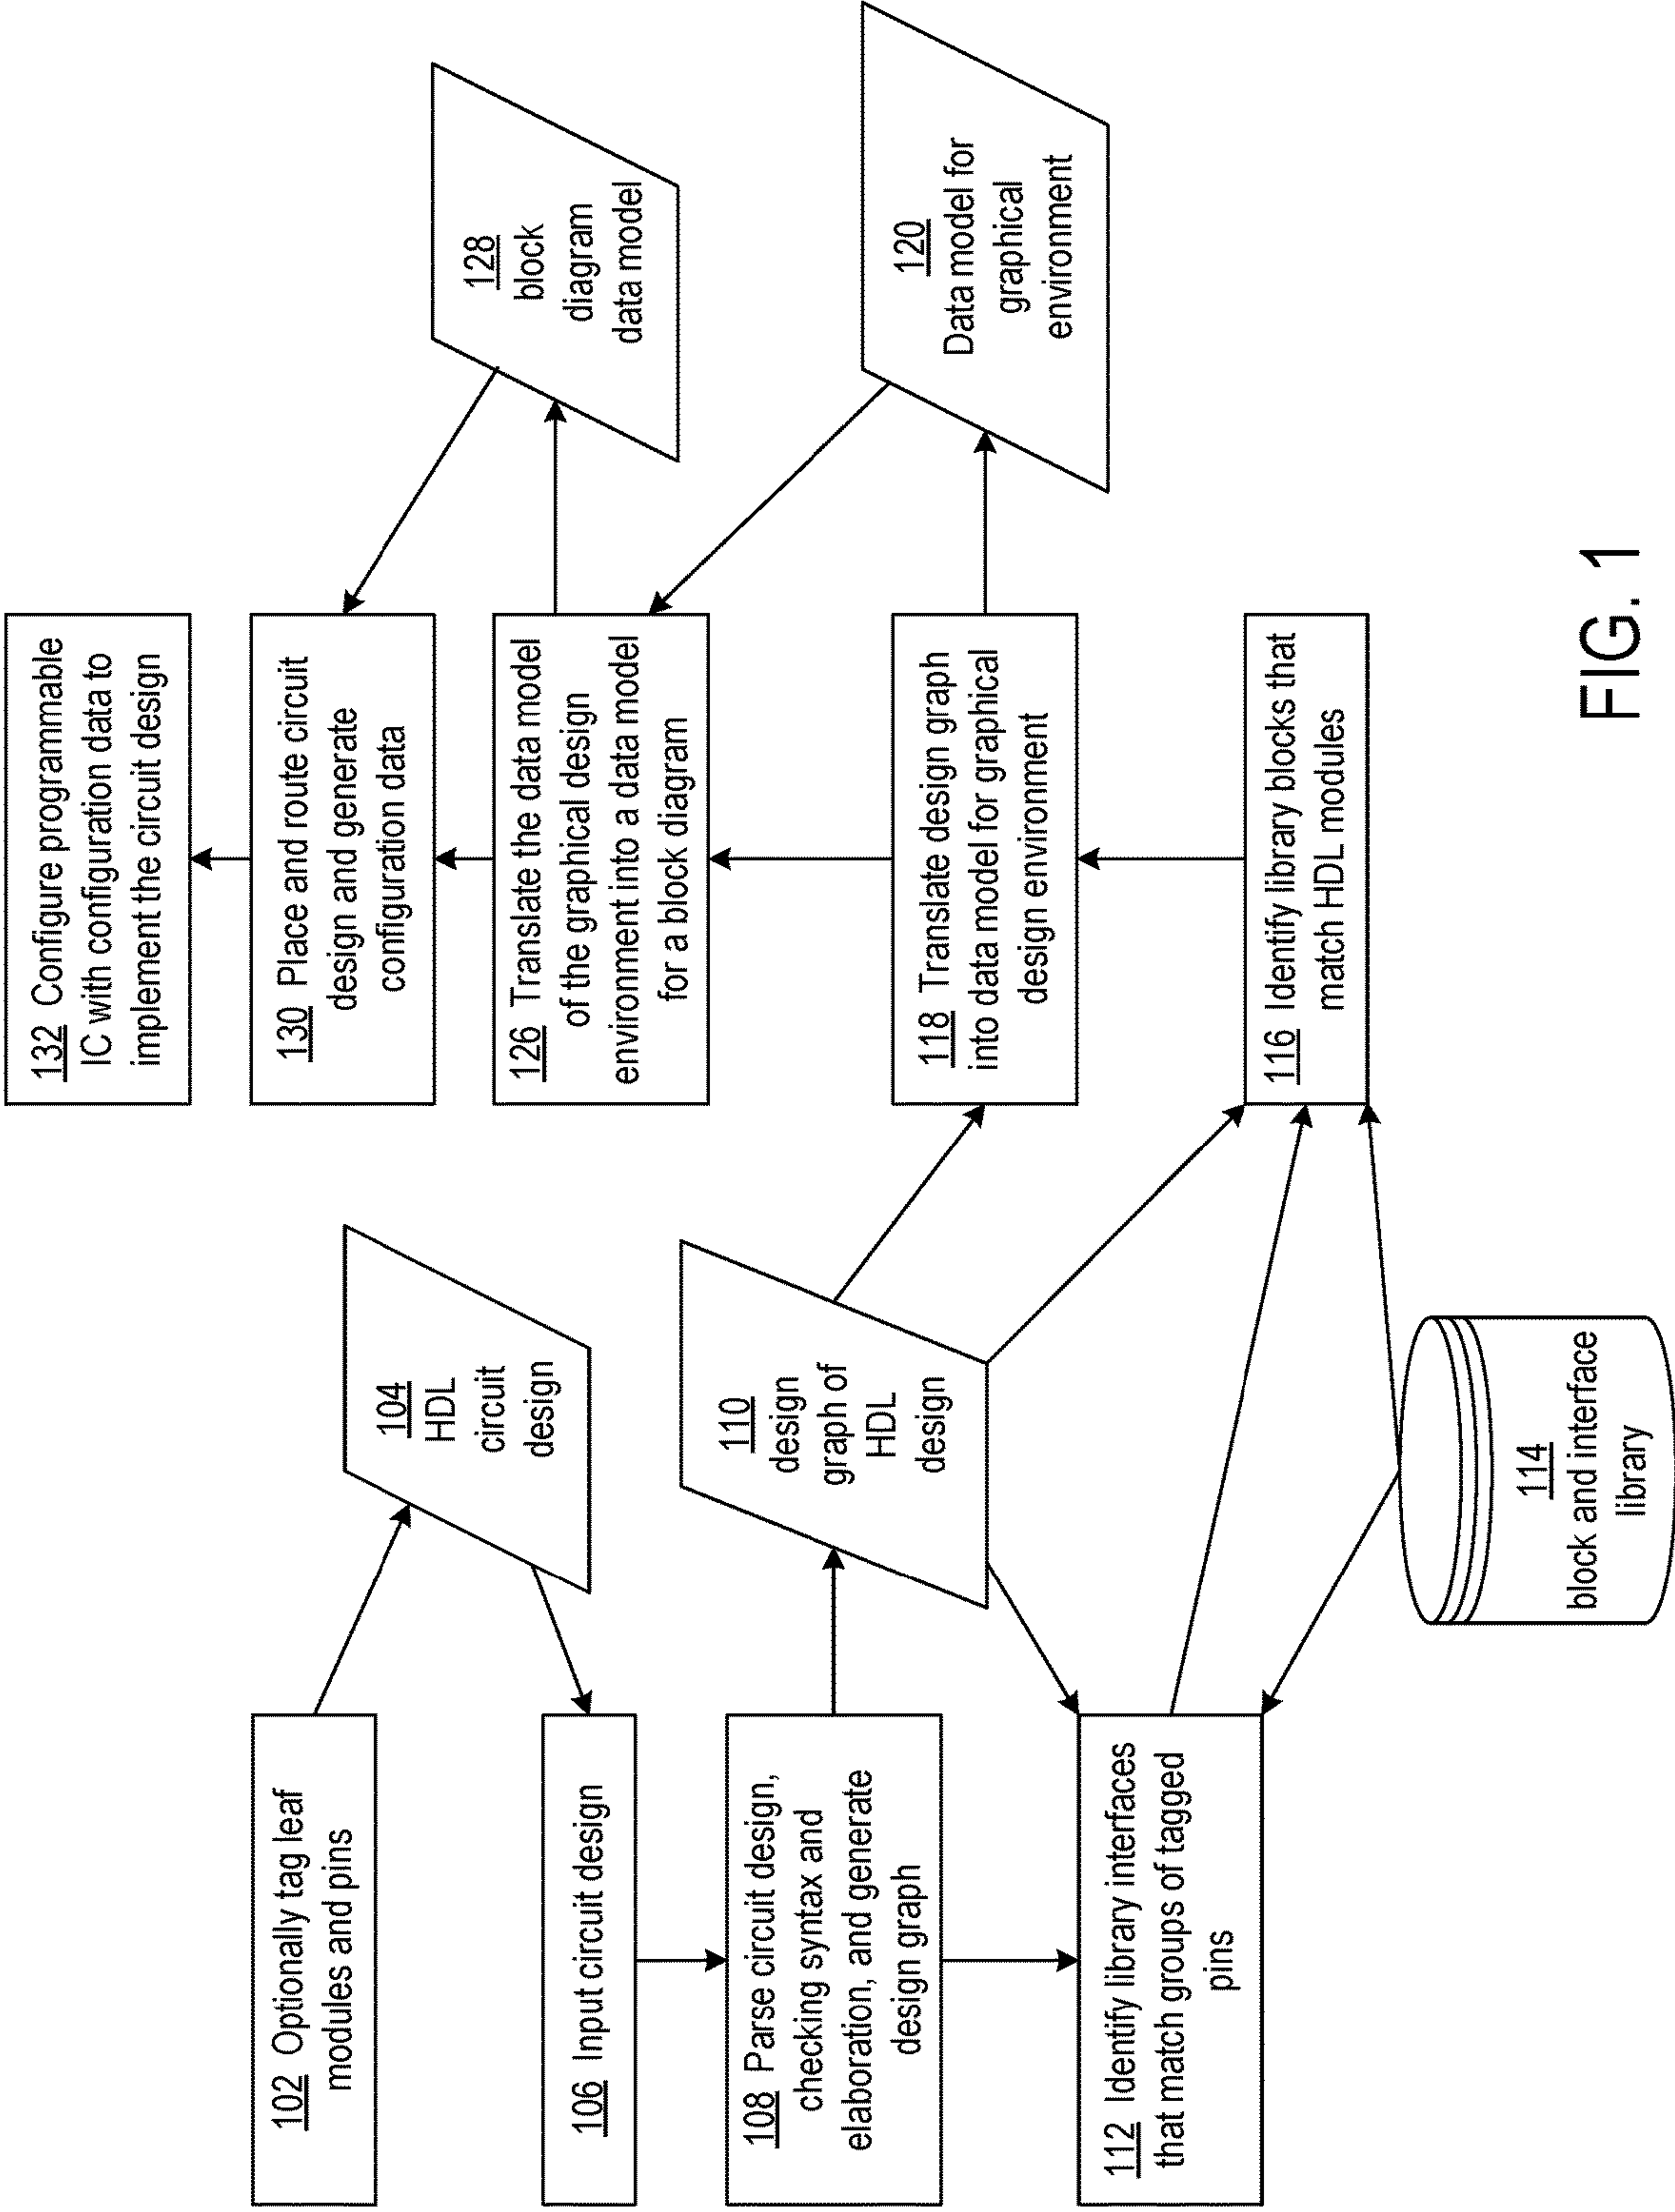 102 Optionally tag leaf
modules and pins
104
HDL
circuit
design
106 Input circuit design
108 Parse circuit design,
checking syntax and
elaboration, and generate
design graph
110
design
graph of
HDL
design
112 Identify library interfaces
that match groups of tagged
pins
114
block and interface
library
132 Configure programmable
IC with configuration data to
implement the circuit design
130 Place and route circuit
design and generate
configuration data
126 Translate the data model
of the graphical design
environment into a data model
for a block diagram
128
block
diagram
data model
118 Translate design graph
into data model for graphical
design environment
120
Data model for
graphical
environment
116 Identify library blocks that
match HDL modules
FIG. 1